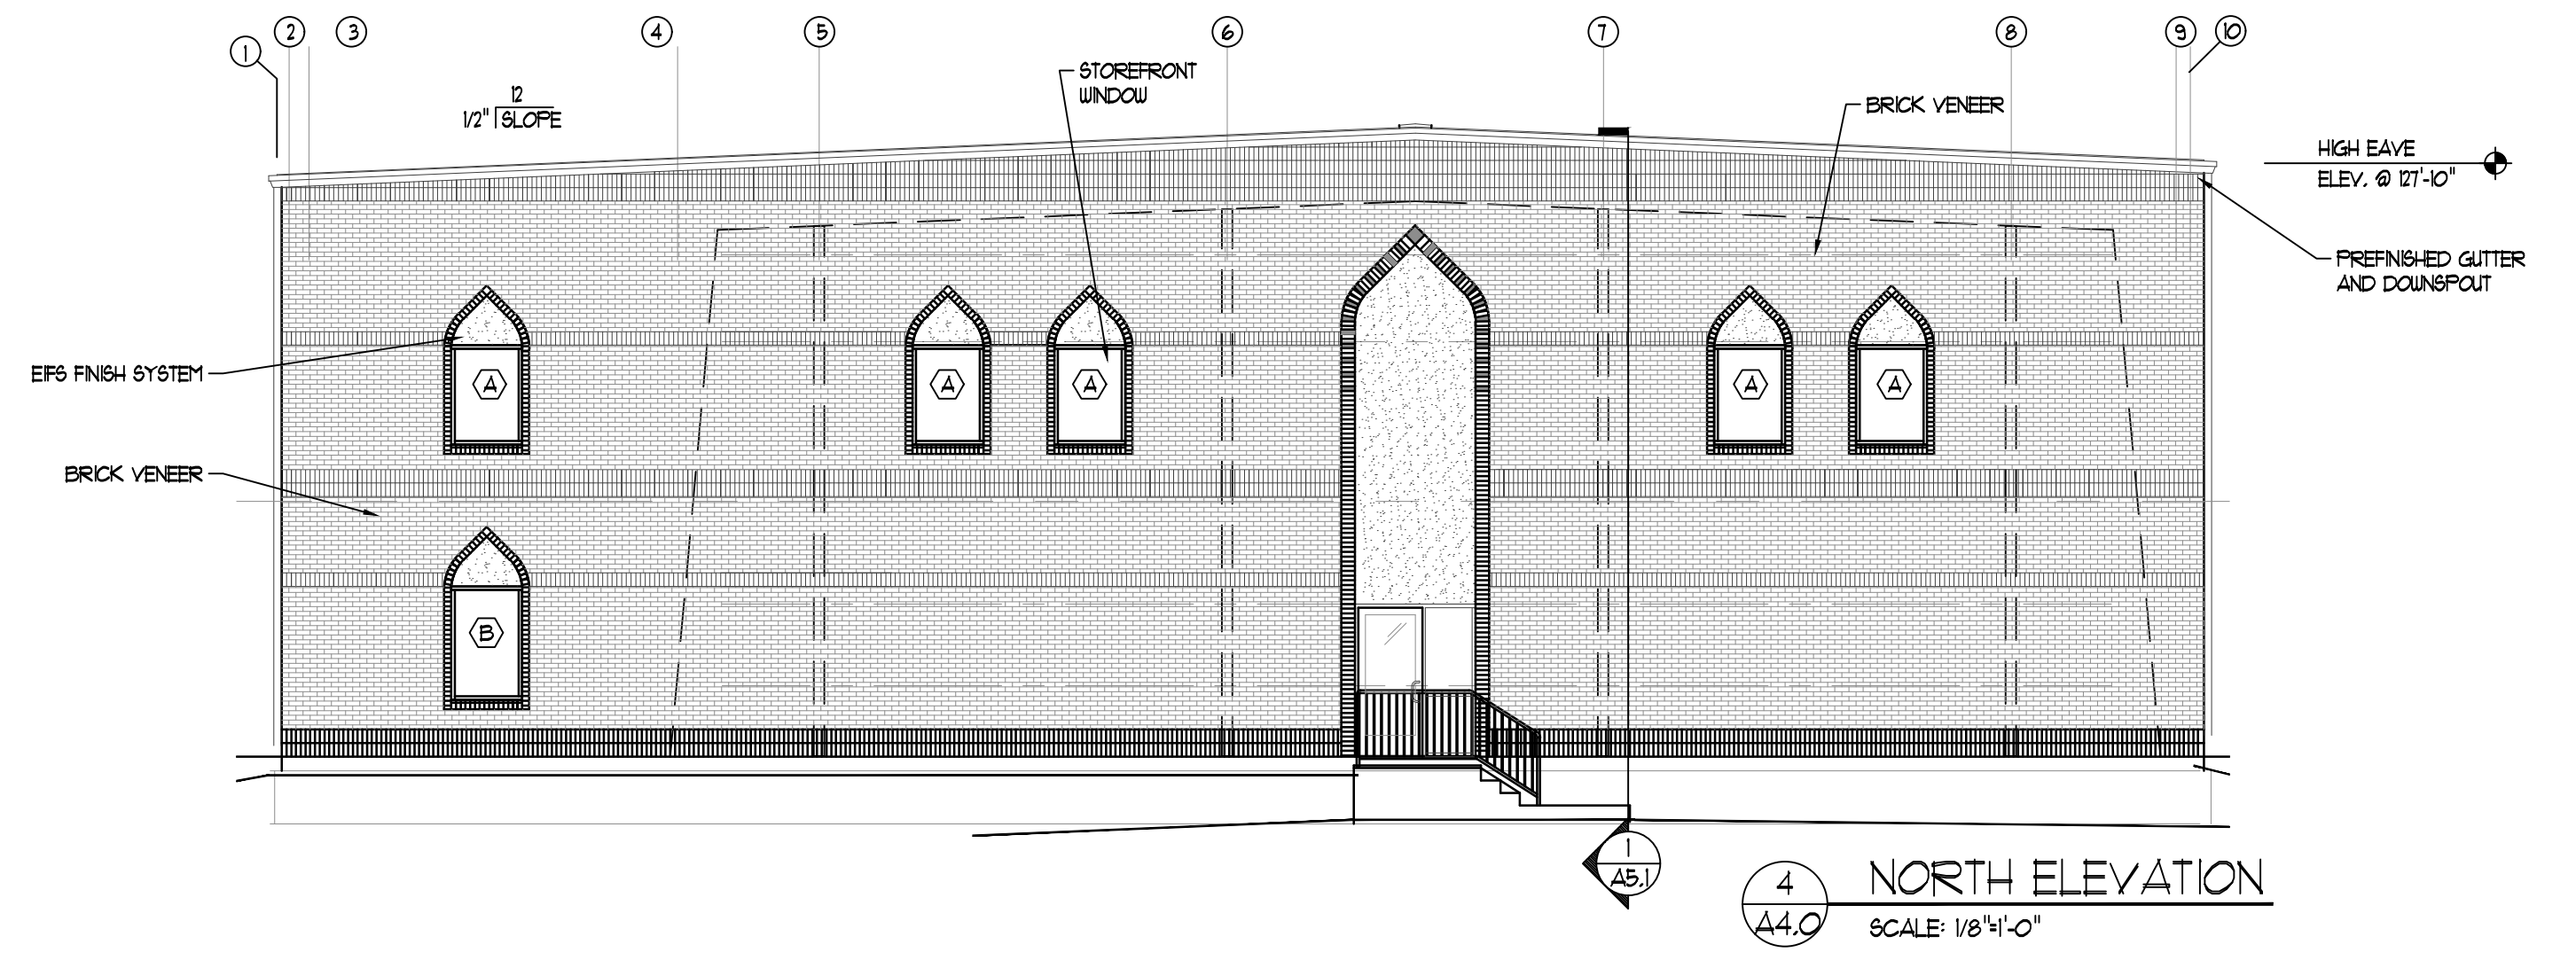 1
2
3
4
5
6
7
8
9
10
12
1/2" SLOPE
STOREFRONT
WINDOW
BRICK VENEER
HIGH EAVE
ELEV. @ 127'-10"
PREFINISHED GUTTER
AND DOWNSPOUT
EIFS FINISH SYSTEM
A
A
A
A
A
BRICK VENEER
B
1
A5.1
4
A4.0
NORTH ELEVATION
SCALE: 1/8"=1'-0"